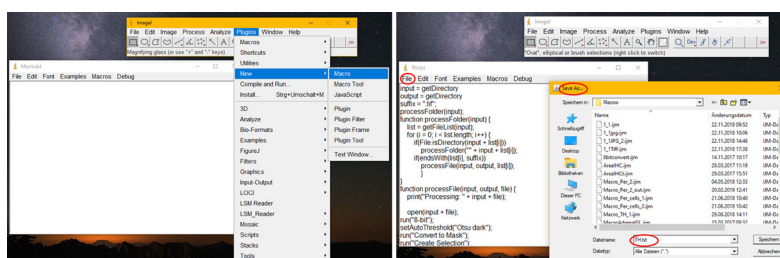 ImageJ
File Edit Image Process Analyze Plugins Window Help
Magnifying glass (or use "+" and "-" keys)
Macro.txt
File Edit Font Examples Macros Debug
Macros
Shortcuts
Utilities
New
Compile and Run...
Install... Strg+Umschalt+M
3D
Analyze
Bio-Formats
Examples
FigureJ
Filters
Graphics
Input-Output
LOCI
LSM Reader
LSM_Reader
Mosaic
Scripts
Stacks
Tools
Macro
Macro Tool
JavaScript
Plugin
Plugin Filter
Plugin Frame
Plugin Tool
Text Window...
ImageJ
File Edit Image Process Analyze Plugins Window Help
"Oval", elliptical or brush selections (right click to switch)
TH.txt
File Edit Font Examples Macros Debug
input = getDirectory
output = getDirectory
suffix = ".tif";
processFolder(input);
function processFolder(input) {
list = getFileList(input);
for (i = 0; i < list.length; i++) {
if(File.isDirectory(input + list[i]))
processFolder("" + input + list[i]);
if(endsWith(list[i], suffix))
processFile(input, output, list[i]);
}
}
function processFile(input, output, file) {
print("Processing: " + input + file);
open(input + file);
run("8-bit");
setAutoThreshold("Otsu dark");
run("Convert to Mask");
run("Create Selection");
Save As...
Speichern in: Macros
Name Änderungsdatum Typ
1_1.ijm 22.11.2018 09:52
1_1jpg.ijm 22.11.2018 10:06
1_1JPG_2.ijm 22.11.2018 14:46
1_1Tiff.ijm 22.11.2018 17:28
8bitconvert.ijm 14.11.2017 10:17
AreaIHC.ijm 28.03.2017 11:19
29.03.2017 15:51
Macro_Per_2.ijm 04.05.2018 12:33
Macro_Per_2_out.ijm 20.02.2019 12:41
Macro_Per_cells_1.ijm 21.06.2018 10:40
Macro_Per_cells_2.ijm 21.06.2018 10:42
Macro_TH_1.ijm 29.08.2018 14:11
Schnellzugriff
Desktop
Bibliotheken
Dieser PC
Netzwerk
Dateiname: TH.txt Speichern
Dateityp: Alle Dateien (*.*) Abbrechen